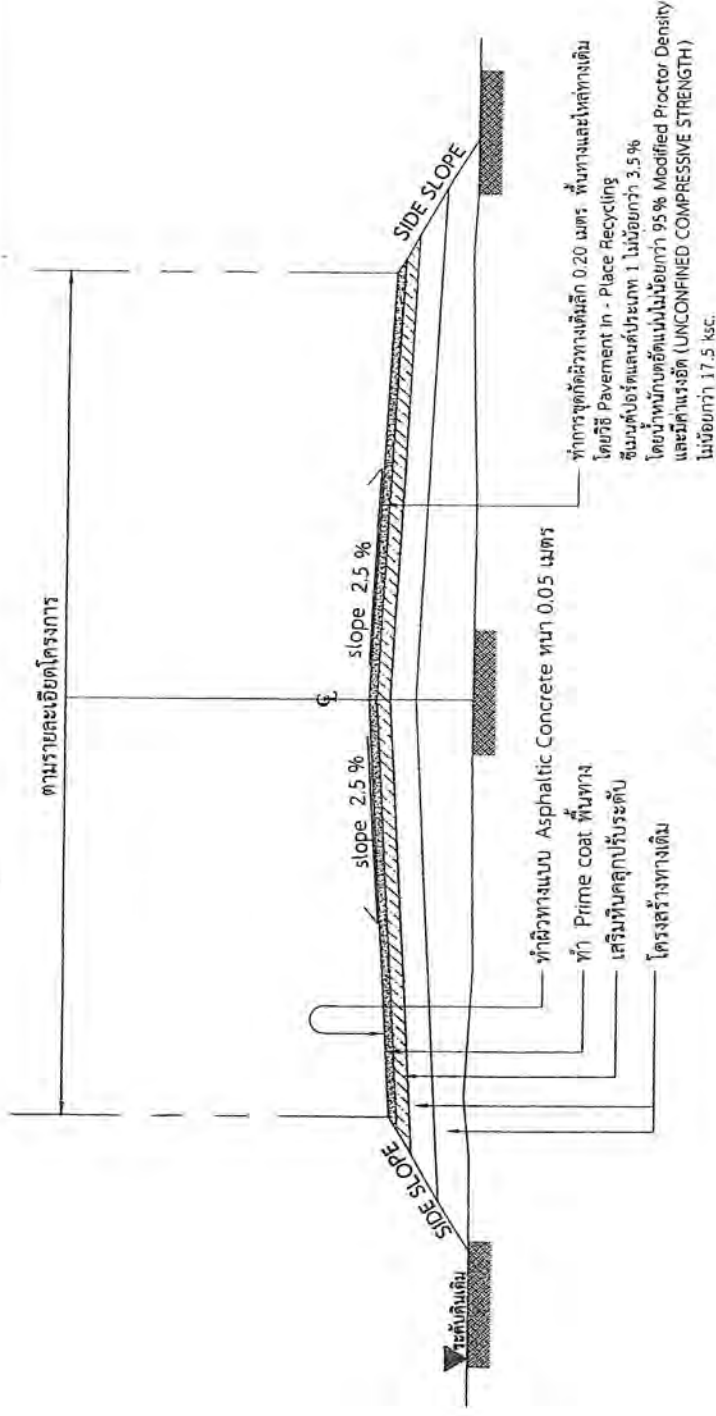 ตามรายละเอียดโครงการ
slope 2.5 %
℄
slope 2.5 %
SIDE SLOPE
SIDE SLOPE
ระดับดินเดิม
ทำผิวทางแบบ Asphaltic Concrete หนา 0.05 เมตร
ทำ Prime coat พื้นทาง
เสริมหินคลุกปรับระดับ
โครงสร้างทางเดิม
ทำการขุดกัดผิวทางเดิมลึก 0.20 เมตร พื้นทางและไหล่ทางเดิม
โดยวิธี Pavement In - Place Recycling
ซีเมนต์ปอร์ตแลนด์ประเภท 1 ไม่น้อยกว่า 3.5 %
โดยน้ำหนักบดอัดแน่นไม่น้อยกว่า 95% Modified Proctor Density
และมีค่าแรงอัด (UNCONFINED COMPRESSIVE STRENGTH)
ไม่น้อยกว่า 17.5 ksc.